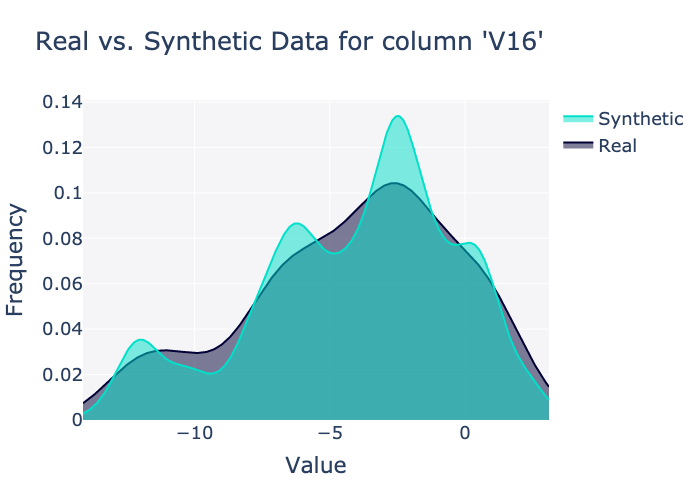 Real vs. Synthetic Data for column 'V16'
0.14
0.12
0.1
0.08
0.06
0.04
0.02
0
−10
−5
0
Frequency
Value
Synthetic
Real